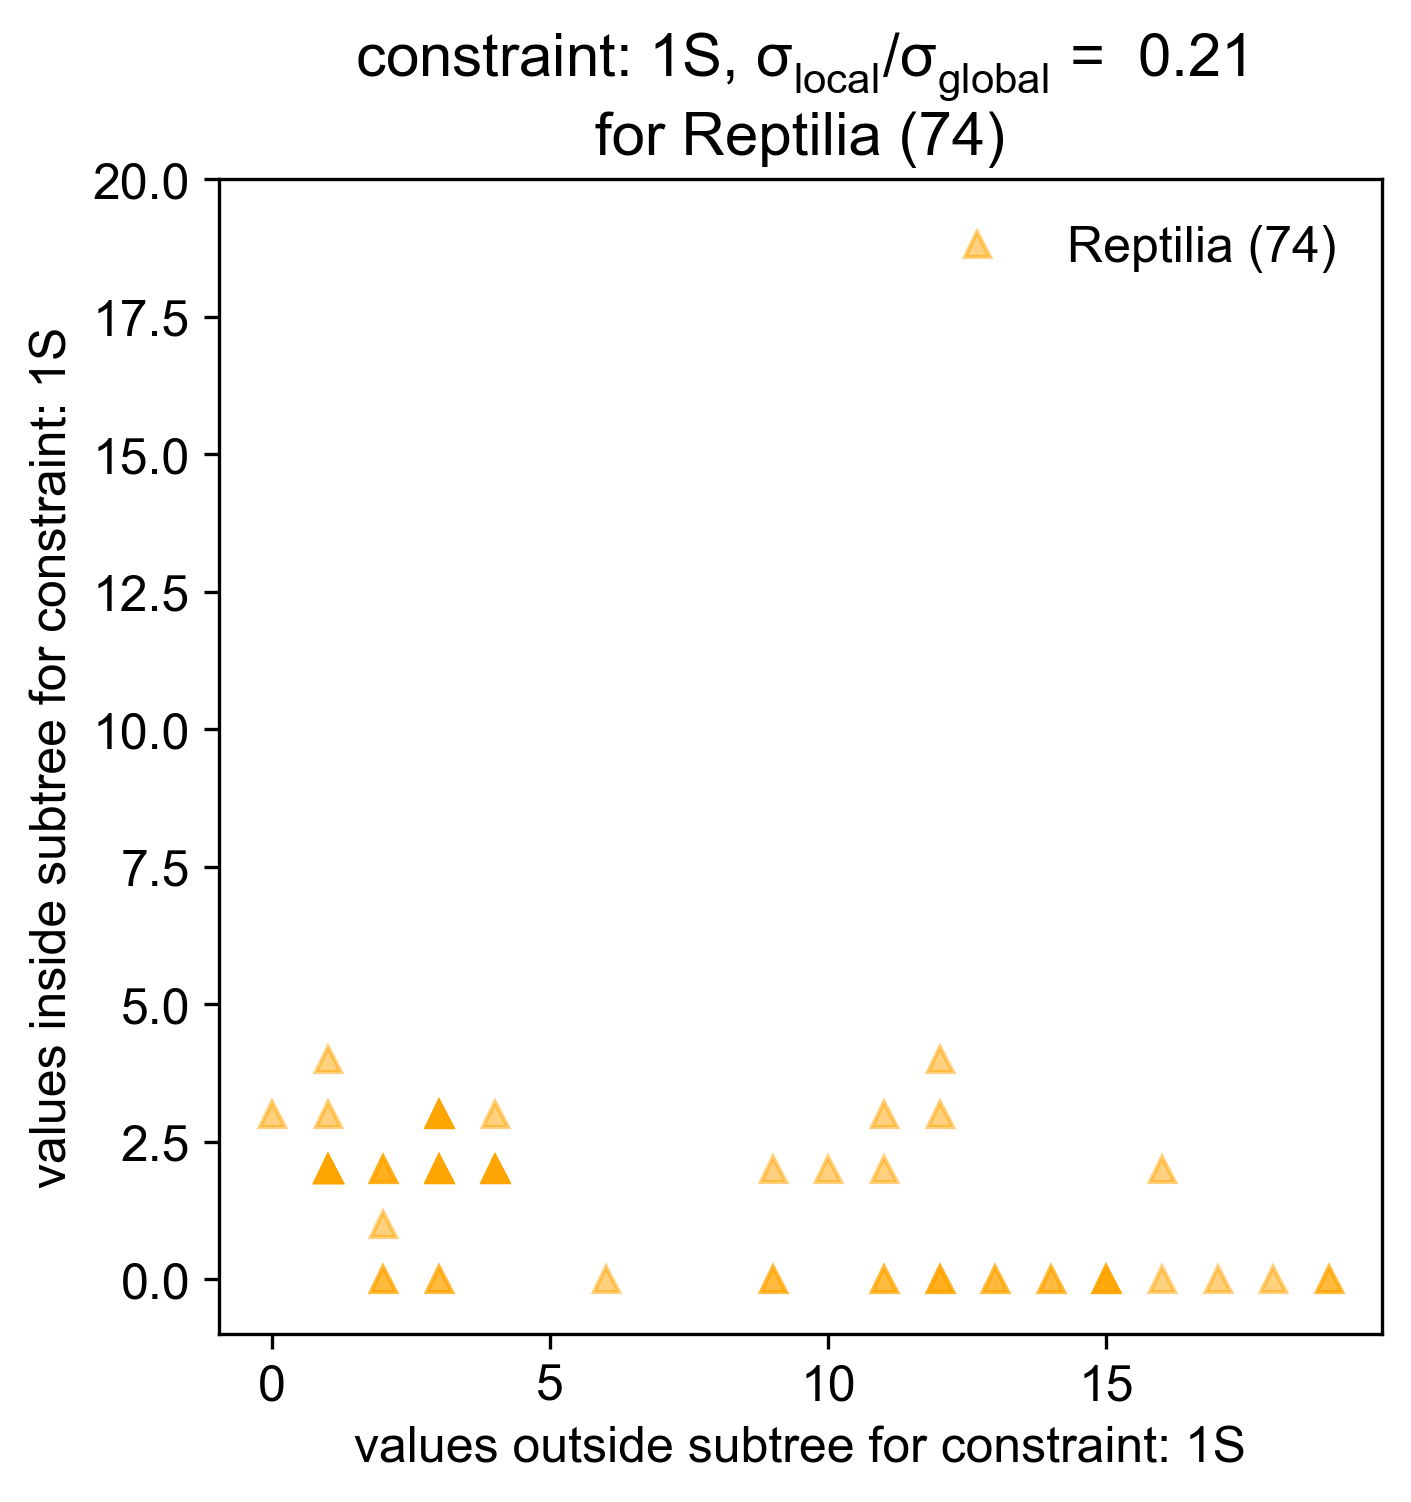 constraint: 1S, σlocal/σglobal = 0.21
for Reptilia (74)
Reptilia (74)
values inside subtree for constraint: 1S
20.0
17.5
15.0
12.5
10.0
7.5
5.0
2.5
0.0
0 5 10 15
values outside subtree for constraint: 1S